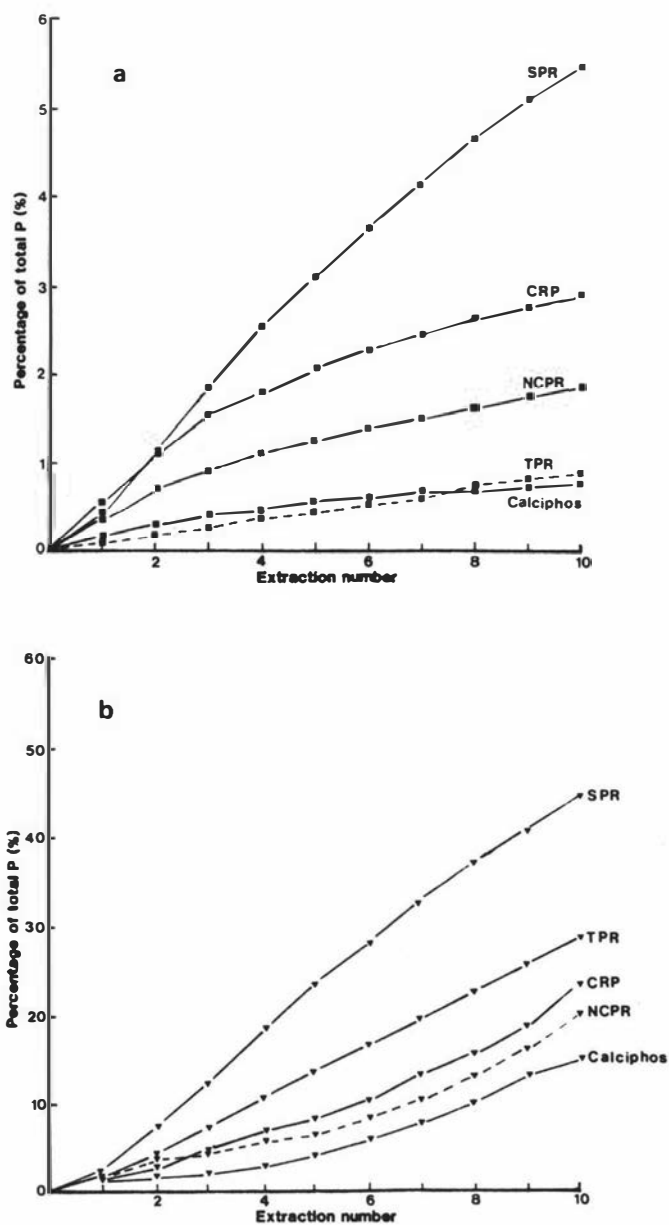 a
6
5
4
3
2
1
0
Percentage of total P (%)
SPR
CRP
NCPR
TPR
Calciphos
2 4 6 8 10
Extraction number
b
60
50
40
30
20
10
0
Percentage of total P (%)
SPR
TPR
CRP
NCPR
Calciphos
2 4 6 8 10
Extraction number